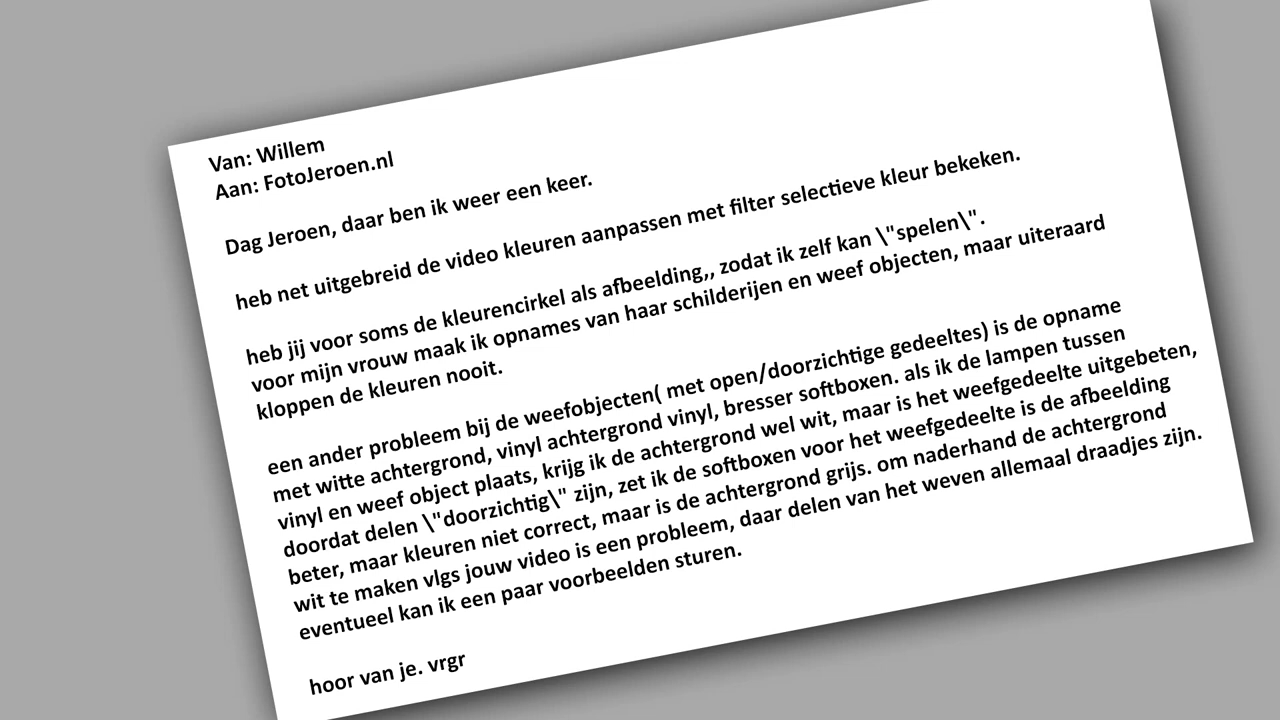 Van: Willem
Aan: FotoJeroen.nl
Dag Jeroen, daar ben ik weer een keer.
heb net uitgebreid de video kleuren aanpassen met filter selectieve kleur bekeken.
heb jij voor soms de kleurencirkel als afbeelding,, zodat ik zelf kan \"spelen\".
voor mijn vrouw maak ik opnames van haar schilderijen en weef objecten, maar uiteraard
kloppen de kleuren nooit.
een ander probleem bij de weefobjecten( met open/doorzichtige gedeeltes) is de opname
met witte achtergrond, vinyl achtergrond vinyl, bresser softboxen. als ik de lampen tussen
vinyl en weef object plaats, krijg ik de achtergrond wel wit, maar is het weefgedeelte uitgebeten,
doordat delen \"doorzichtig\" zijn, zet ik de softboxen voor het weefgedeelte is de afbeelding
beter, maar kleuren niet correct, maar is de achtergrond grijs. om naderhand de achtergrond
wit te maken vlgs jouw video is een probleem, daar delen van het weven allemaal draadjes zijn.
eventueel kan ik een paar voorbeelden sturen.
hoor van je. vrgr